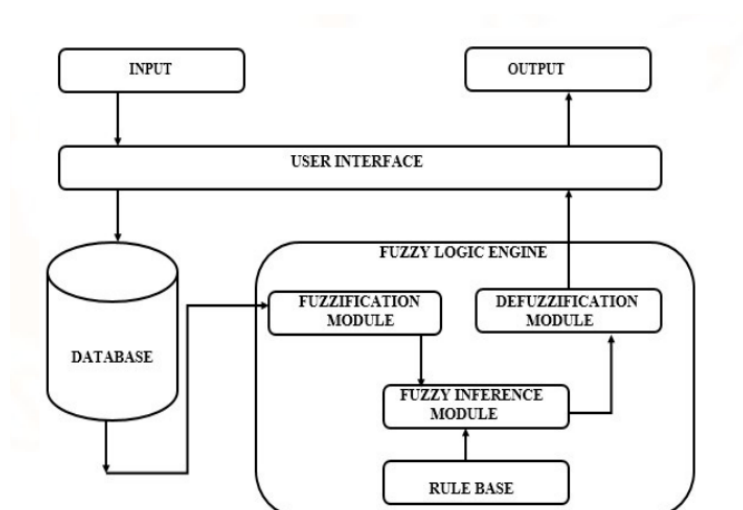 INPUT
OUTPUT
USER INTERFACE
FUZZY LOGIC ENGINE
FUZZIFICATION
MODULE
DEFUZZIFICATION
MODULE
DATABASE
FUZZY INFERENCE
MODULE
RULE BASE